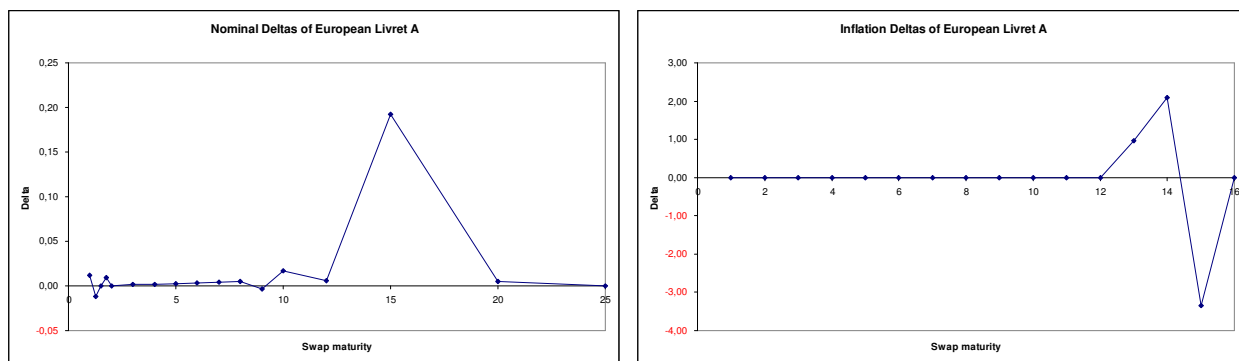 Nominal Deltas of European Livret A
0,25
0,20
0,15
0,10
0,05
0,00
-0,05
0 5 10 15 20 25
Delta
Swap maturity
Inflation Deltas of European Livret A
3,00
2,00
1,00
0,00
-1,00
-2,00
-3,00
-4,00
0 2 4 6 8 10 12 14 16
Delta
Swap maturity